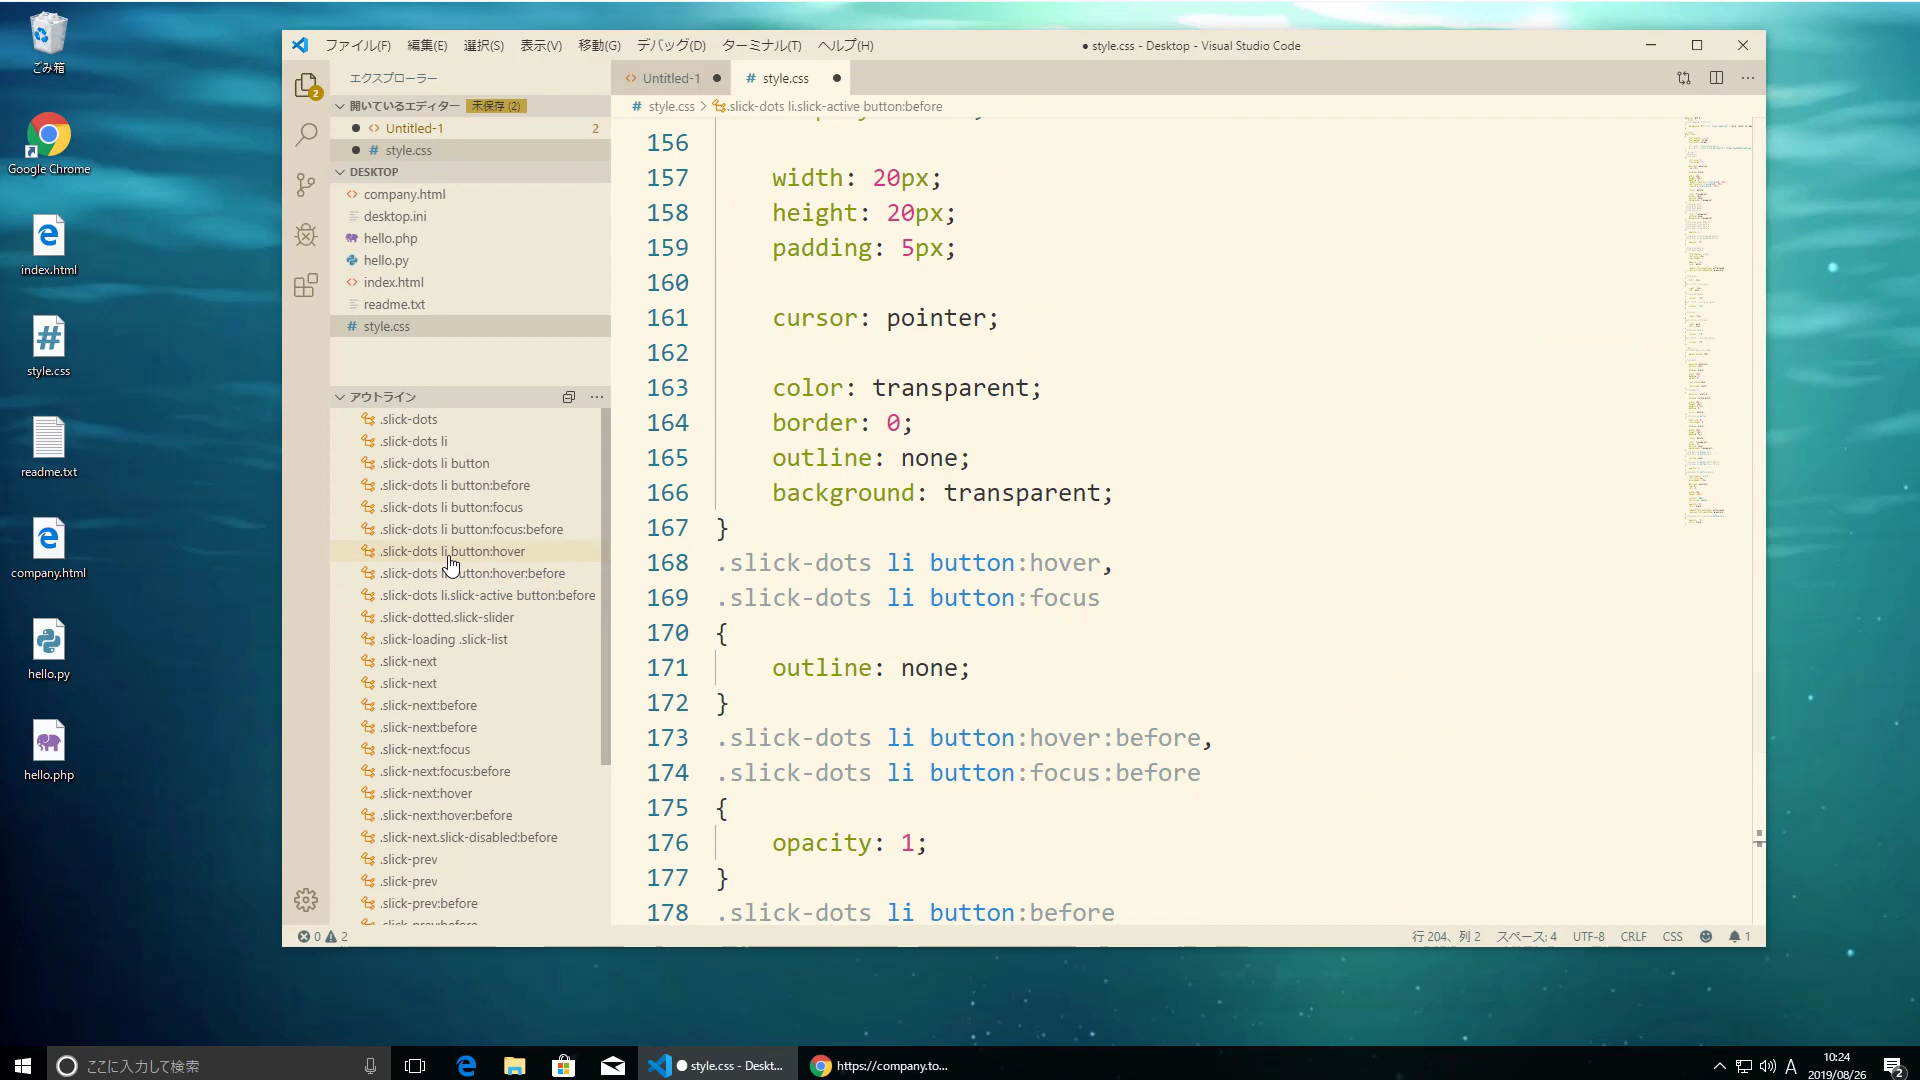 ごみ箱
Google Chrome
index.html
style.css
readme.txt
company.html
hello.py
hello.php
ファイル(F) 編集(E) 選択(S) 表示(V) 移動(G) デバッグ(D) ターミナル(T) ヘルプ(H)
● style.css - Desktop - Visual Studio Code
エクスプローラー
開いているエディター 未保存 (2)
Untitled-1 2
# style.css
DESKTOP
company.html
desktop.ini
hello.php
hello.py
index.html
readme.txt
# style.css
アウトライン
.slick-dots
.slick-dots li
.slick-dots li button
.slick-dots li button:before
.slick-dots li button:focus
.slick-dots li button:focus:before
.slick-dots li button:hover
.slick-dots li button:hover:before
.slick-dots li.slick-active button:before
.slick-dotted.slick-slider
.slick-loading .slick-list
.slick-next
.slick-next
.slick-next:before
.slick-next:before
.slick-next:focus
.slick-next:focus:before
.slick-next:hover
.slick-next:hover:before
.slick-next.slick-disabled:before
.slick-prev
.slick-prev
.slick-prev:before
Untitled-1 ●
# style.css ●
# style.css > .slick-dots li.slick-active button:before
156
157 width: 20px;
158 height: 20px;
159 padding: 5px;
160
161 cursor: pointer;
162
163 color: transparent;
164 border: 0;
165 outline: none;
166 background: transparent;
167 }
168 .slick-dots li button:hover,
169 .slick-dots li button:focus
170 {
171 outline: none;
172 }
173 .slick-dots li button:hover:before,
174 .slick-dots li button:focus:before
175 {
176 opacity: 1;
177 }
178 .slick-dots li button:before
0 2
行 204、列 2 スペース: 4 UTF-8 CRLF CSS 1
ここに入力して検索
● style.css - Deskt...
https://company.to...
A
10:24
2019/08/26
2